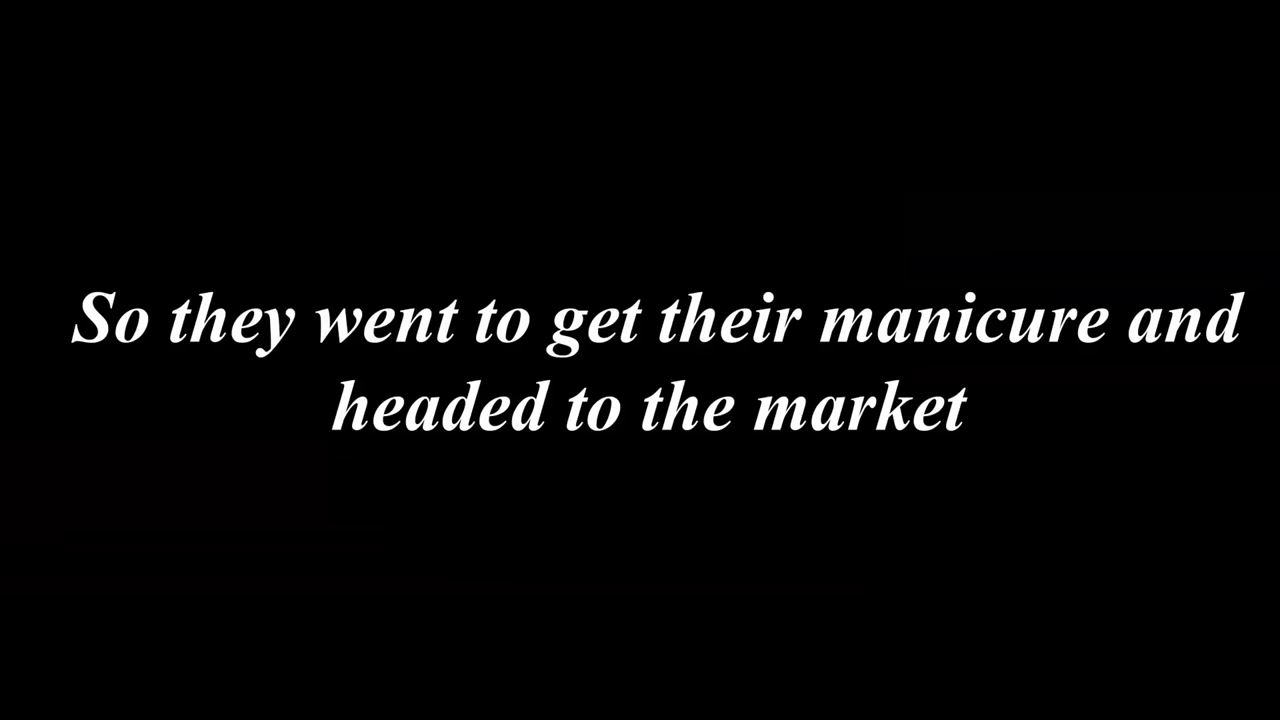 So they went to get their manicure and
headed to the market